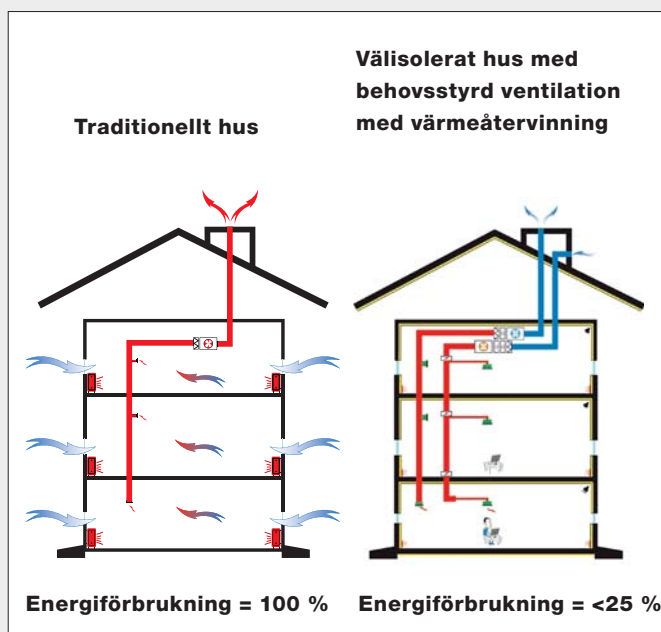 Traditionellt hus
Välisolerat hus med
behovsstyrd ventilation
med värmeåtervinning
Energiförbrukning = 100 %
Energiförbrukning = <25 %